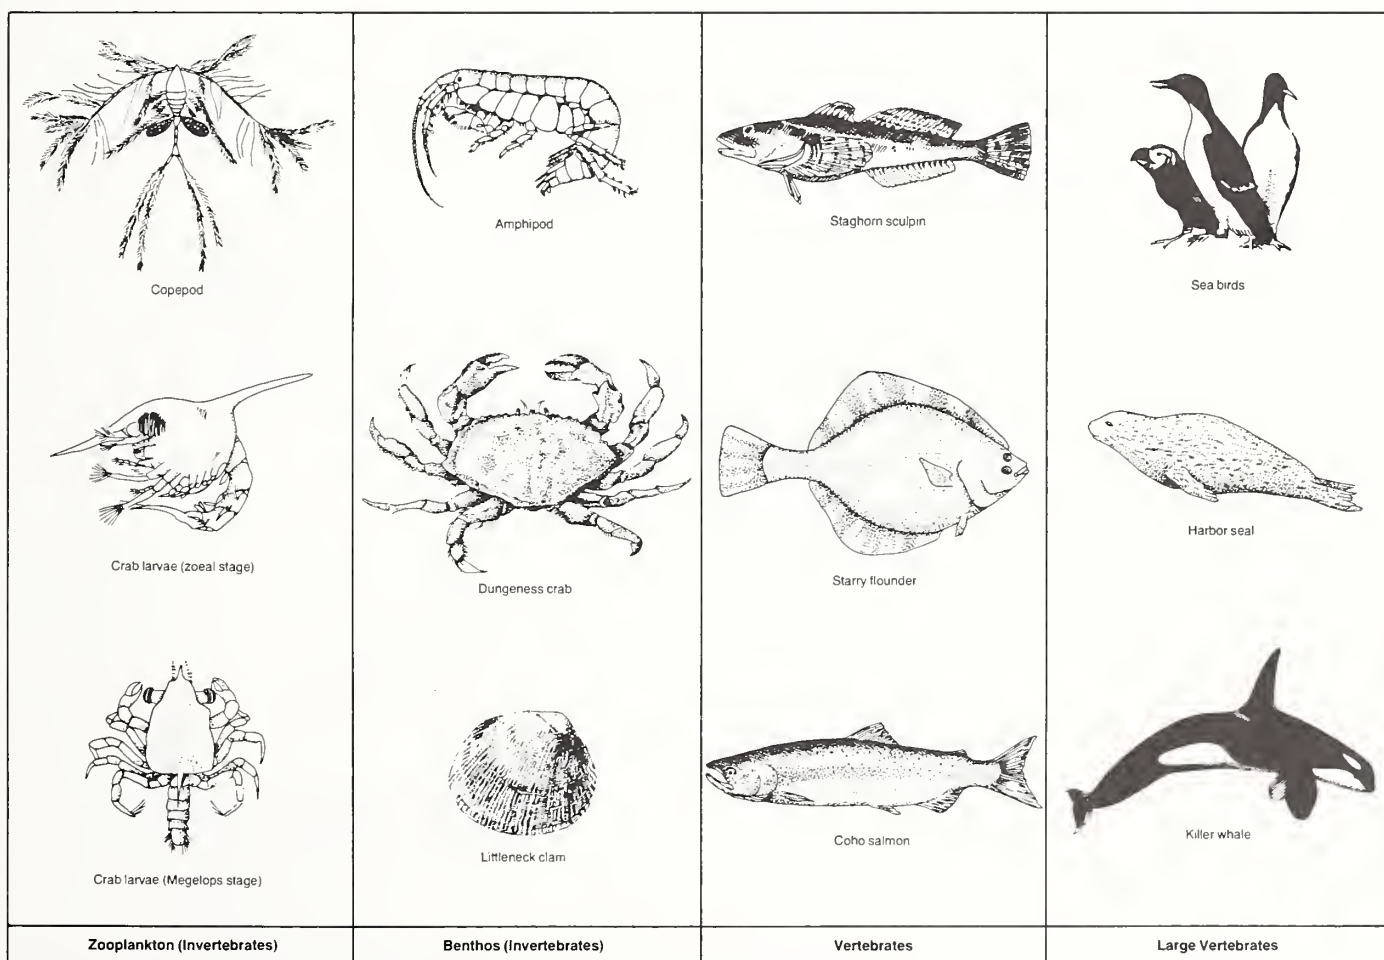 Copepod
Amphipod
Staghorn sculpin
Sea birds
Crab larvae (zoeal stage)
Dungeness crab
Starry flounder
Harbor seal
Crab larvae (Megelops stage)
Littleneck clam
Coho salmon
Killer whale
Zooplankton (Invertebrates)
Benthos (Invertebrates)
Vertebrates
Large Vertebrates